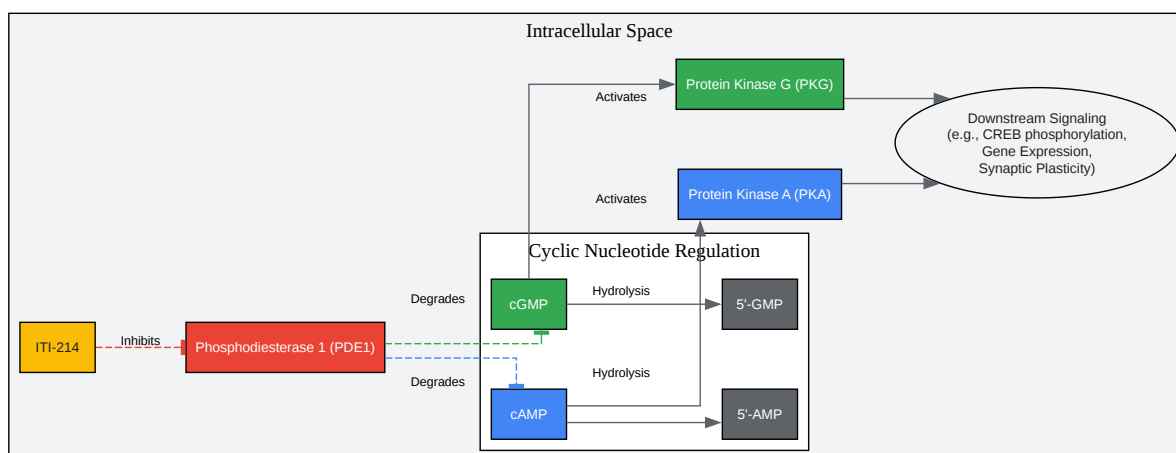 Intracellular Space
Protein Kinase G (PKG)
Activates
Downstream Signaling
(e.g., CREB phosphorylation,
Gene Expression,
Synaptic Plasticity)
Protein Kinase A (PKA)
Activates
Cyclic Nucleotide Regulation
cGMP
Hydrolysis
5'-GMP
Degrades
ITI-214
Inhibits
Phosphodiesterase 1 (PDE1)
Degrades
Hydrolysis
cAMP
5'-AMP